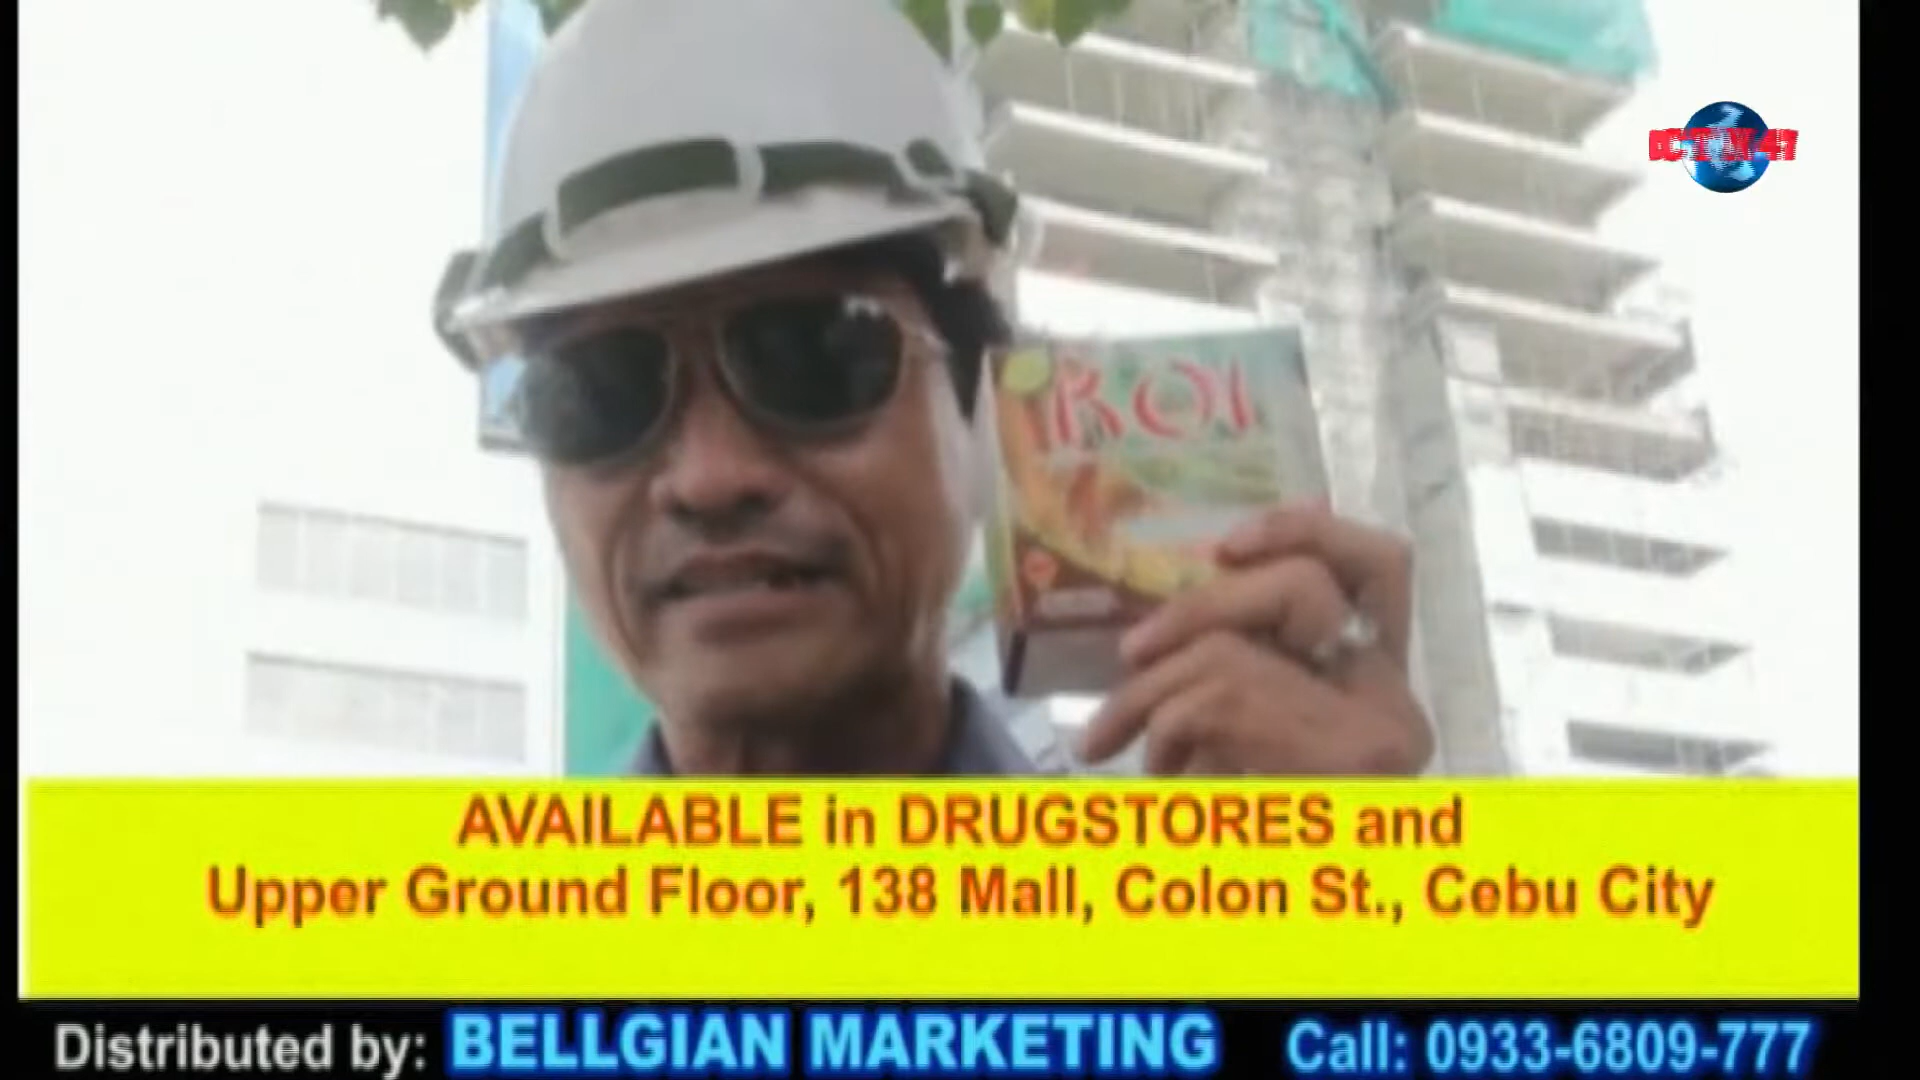 KOI
AVAILABLE in DRUGSTORES and
Upper Ground Floor, 138 Mall, Colon St., Cebu City
Distributed by: BELLGIAN MARKETING Call: 0933-6809-777